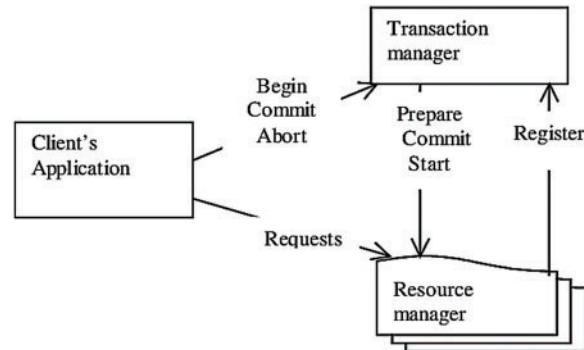 Transaction
manager
Begin
Commit
Abort
Prepare
Commit
Start
Register
Client's
Application
Requests
Resource
manager